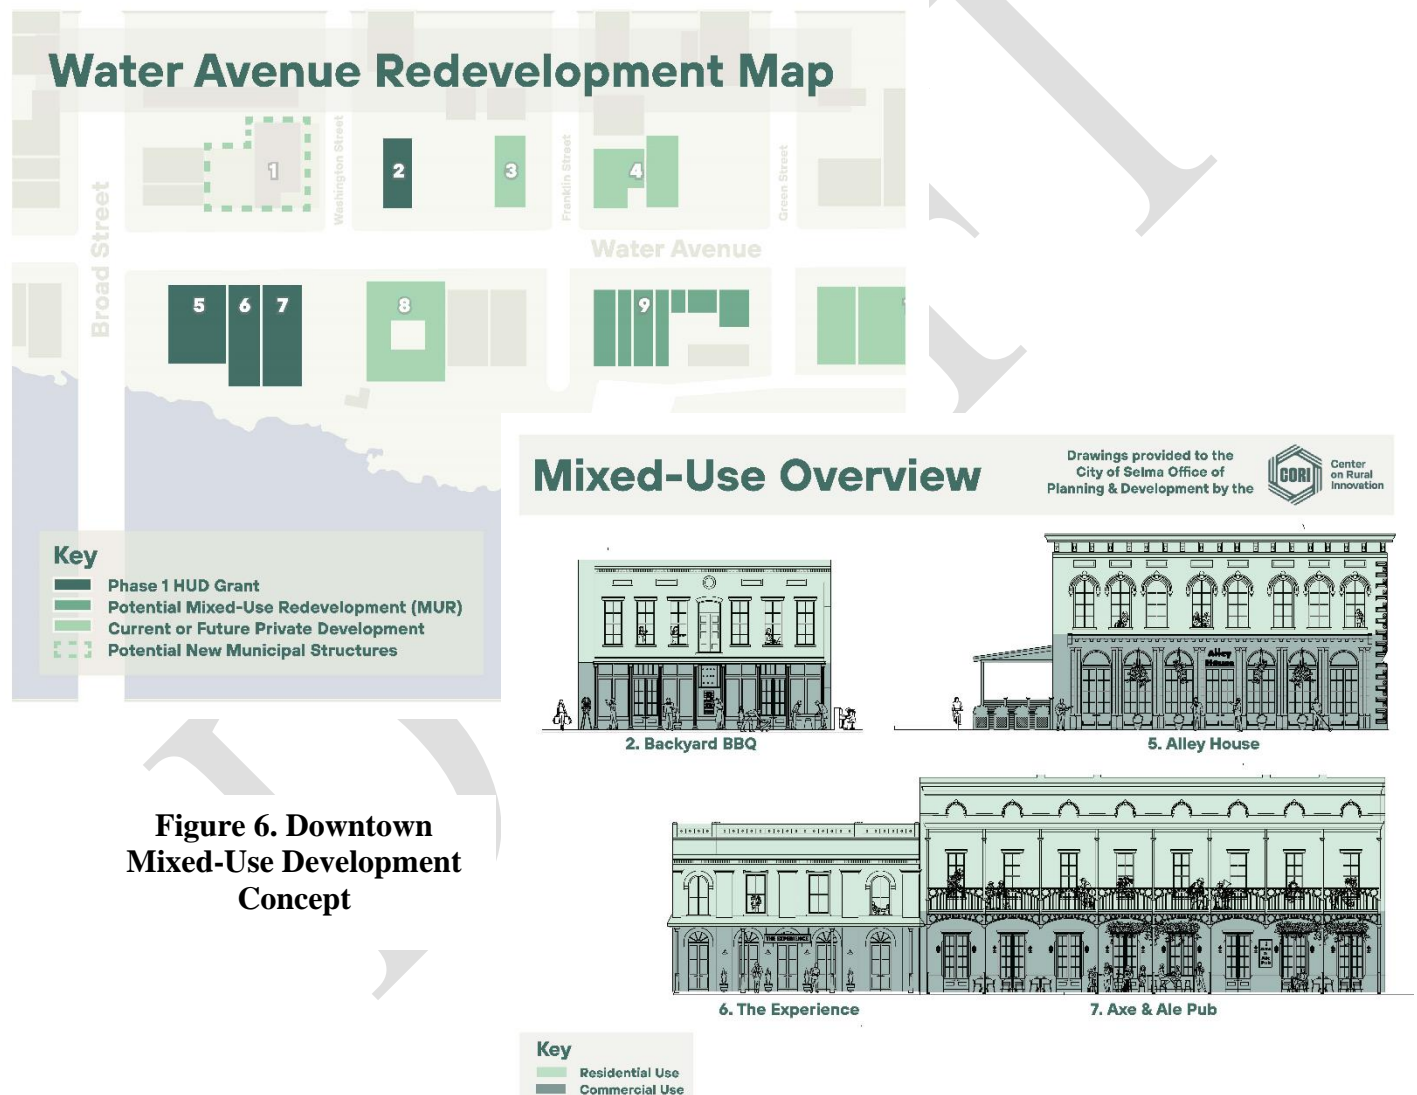 Water Avenue Redevelopment Map
1
Washington Street
2
3
Franklin Street
4
Green Street
Broad Street
Water Avenue
5
6
7
8
9
Key
Phase 1 HUD Grant
Potential Mixed-Use Redevelopment (MUR)
Current or Future Private Development
Potential New Municipal Structures
Figure 6. Downtown
Mixed-Use Development
Concept
Mixed-Use Overview
Drawings provided to the
City of Selma Office of
Planning & Development by the
CORI
Center
on Rural
Innovation
2. Backyard BBQ
Alley
House
5. Alley House
THE EXPERIENCE
6. The Experience
Axe
& Ale
Pub
7. Axe & Ale Pub
Key
Residential Use
Commercial Use